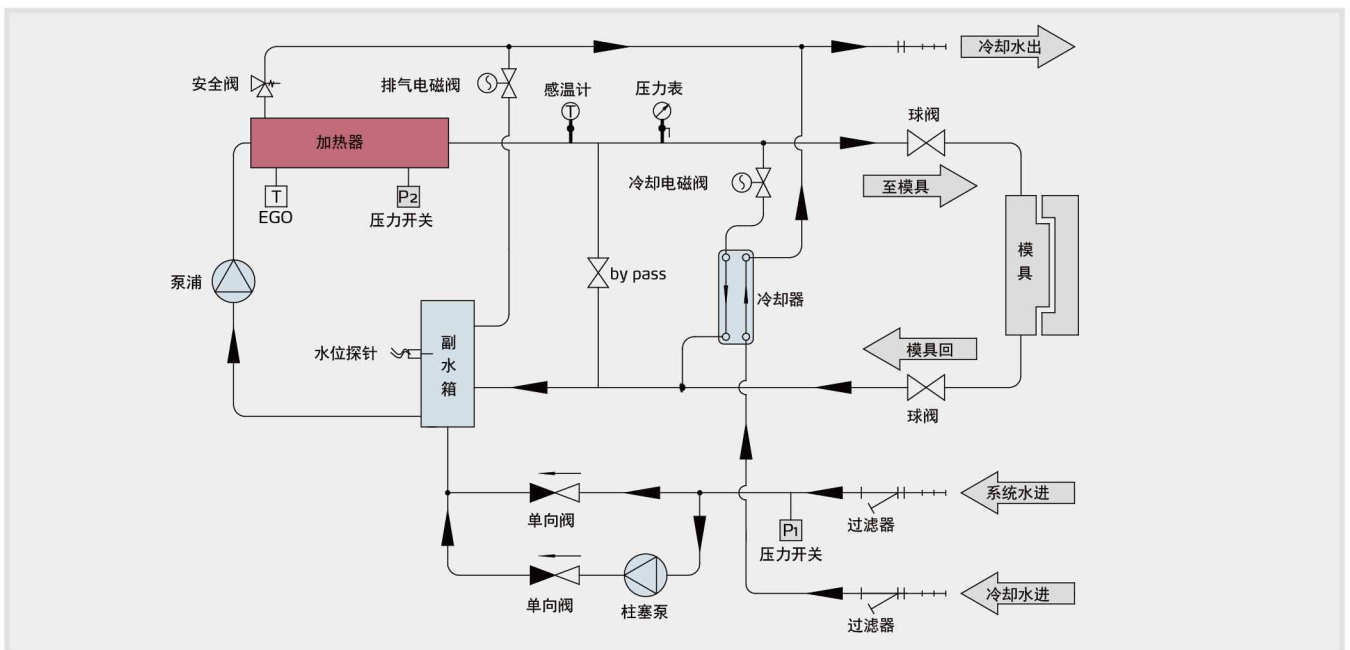 冷却水出
安全阀
排气电磁阀
感温计
压力表
球阀
T
加热器
冷却电磁阀
至模具
T
P2
EGO
压力开关
模
具
泵浦
by pass
冷却器
水位探针
副
水
箱
模具回
球阀
系统水进
单向阀
P1
过滤器
压力开关
冷却水进
单向阀
柱塞泵
过滤器